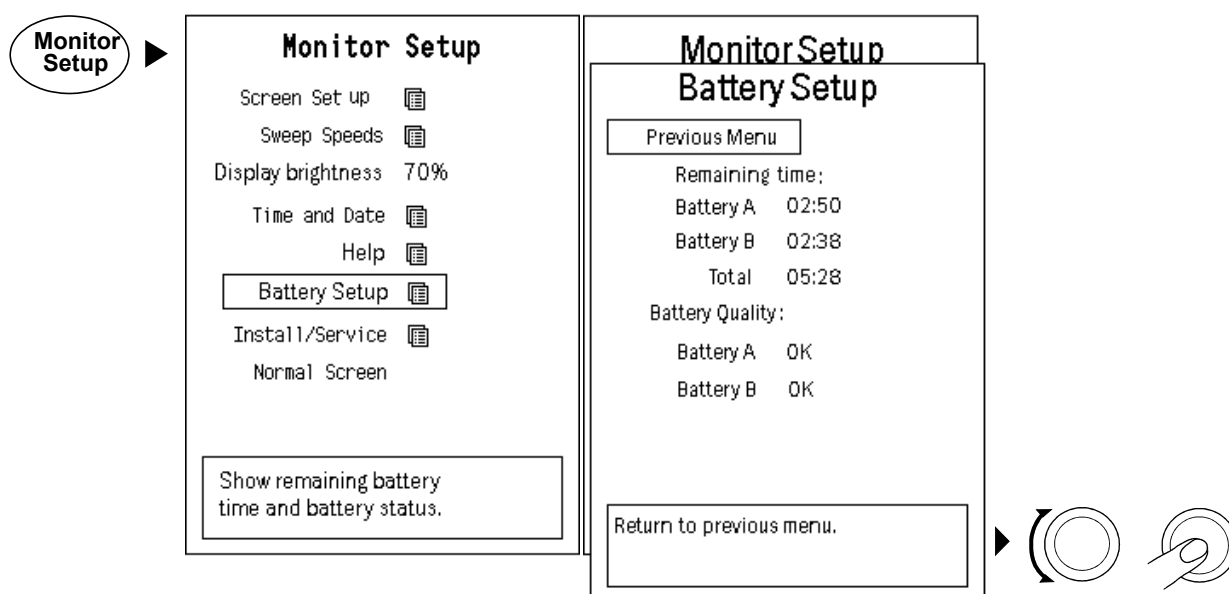 Monitor
Setup
Monitor Setup
Screen Set up
Sweep Speeds
Display brightness 70%
Time and Date
Help
Battery Setup
Install/Service
Normal Screen
Show remaining battery
time and battery status.
Monitor Setup
Battery Setup
Previous Menu
Remaining time:
Battery A 02:50
Battery B 02:38
Total 05:28
Battery Quality:
Battery A OK
Battery B OK
Return to previous menu.